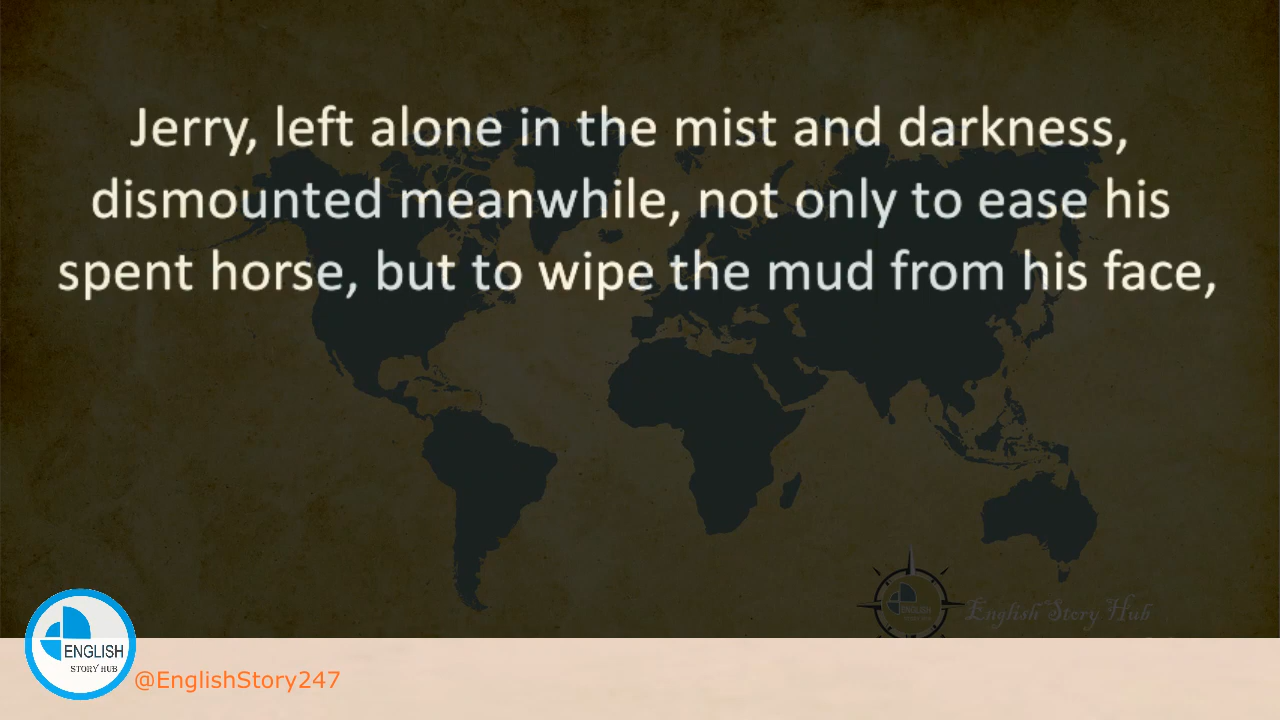 Jerry, left alone in the mist and darkness,
dismounted meanwhile, not only to ease his
spent horse, but to wipe the mud from his face,
English Story Hub
ENGLISH
ENGLISH
STORY HUB
@EnglishStory247